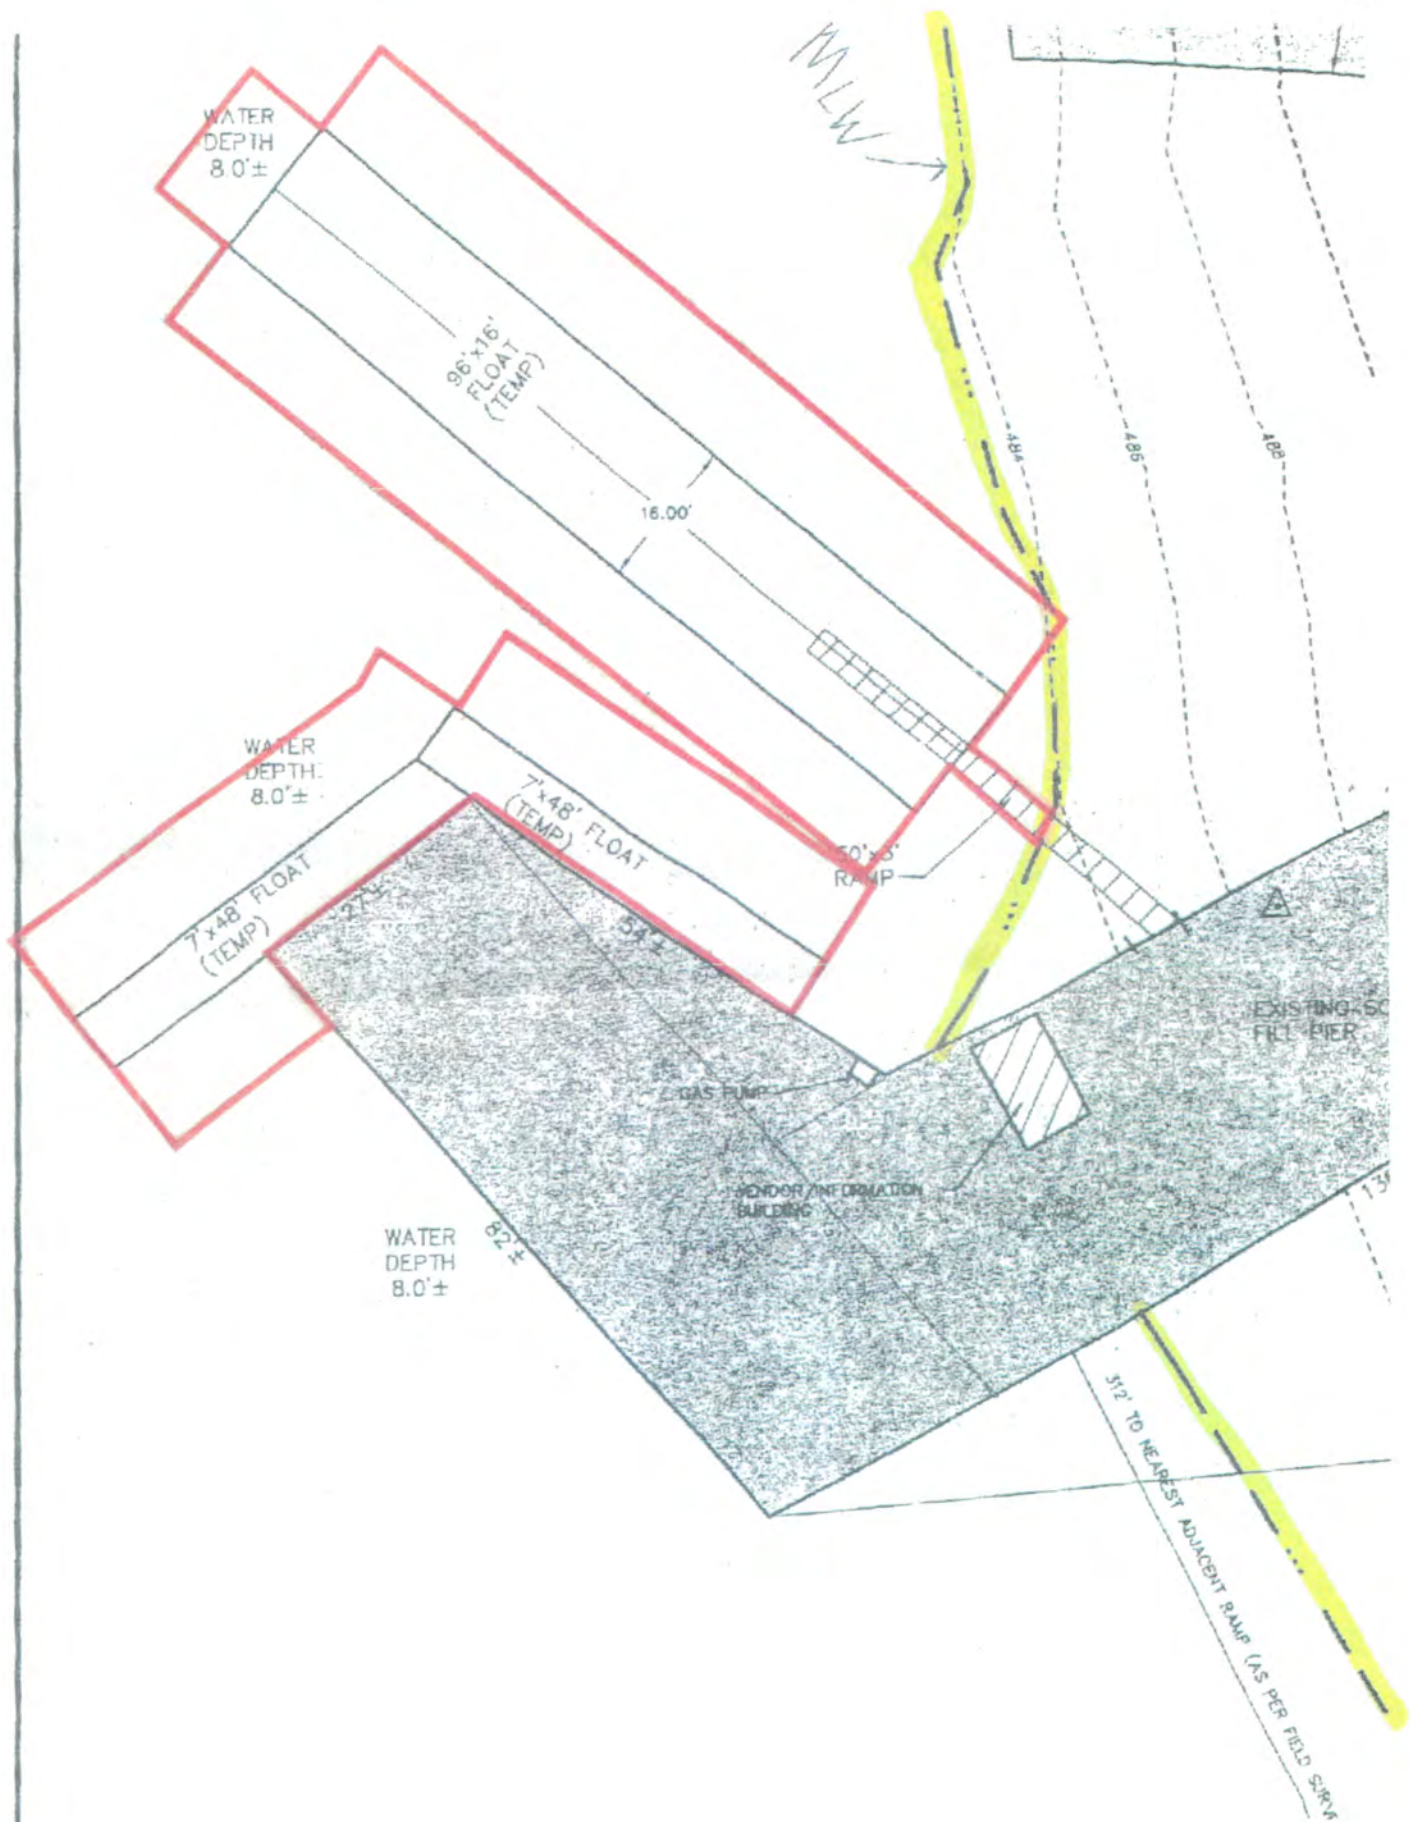 MLW
WATER
DEPTH
8.0'±
96'x16'
FLOAT
(TEMP)
484
486
488
16.00'
WATER
DEPTH
8.0'±
7'x48' FLOAT
(TEMP)
50'x3'
RAMP
7'x48' FLOAT
(TEMP)
27'±
54'±
EXISTING
FILL PIER
GAS PUMP
VENDOR/INFORMATION
BUILDING
WATER
DEPTH
8.0'±
82'±
312' TO NEAREST ADJACENT RAMP (AS PER FIELD